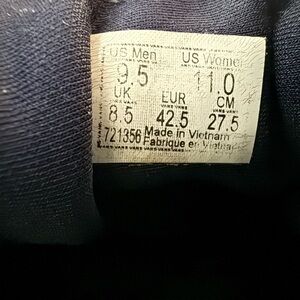 US Men US Women
9.5 11.0
UK EUR CM
8.5 42.5 27.5
721356 Made in Vietnam
Fabrique en Vietnam